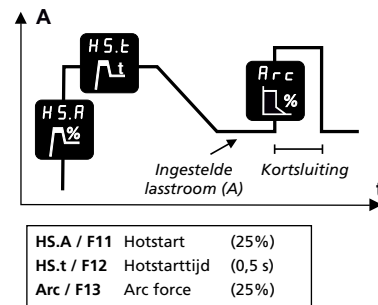 A
HS.t
t
HS.A
%
Arc
%
Ingestelde
lasstroom (A)
Kortsluiting
t
HS.A / F11 Hotstart (25%)
HS.t / F12 Hotstarttijd (0,5 s)
Arc / F13 Arc force (25%)